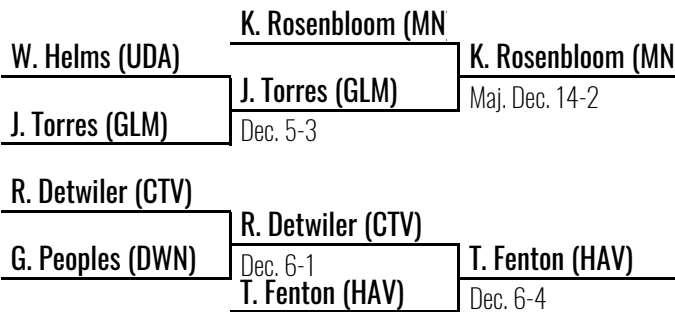 K. Rosenbloom (MN
W. Helms (UDA)
K. Rosenbloom (MN
J. Torres (GLM)
Maj. Dec. 14-2
J. Torres (GLM)
Dec. 5-3
R. Detwiler (CTV)
R. Detwiler (CTV)
G. Peoples (DWN)
Dec. 6-1
T. Fenton (HAV)
T. Fenton (HAV)
Dec. 6-4